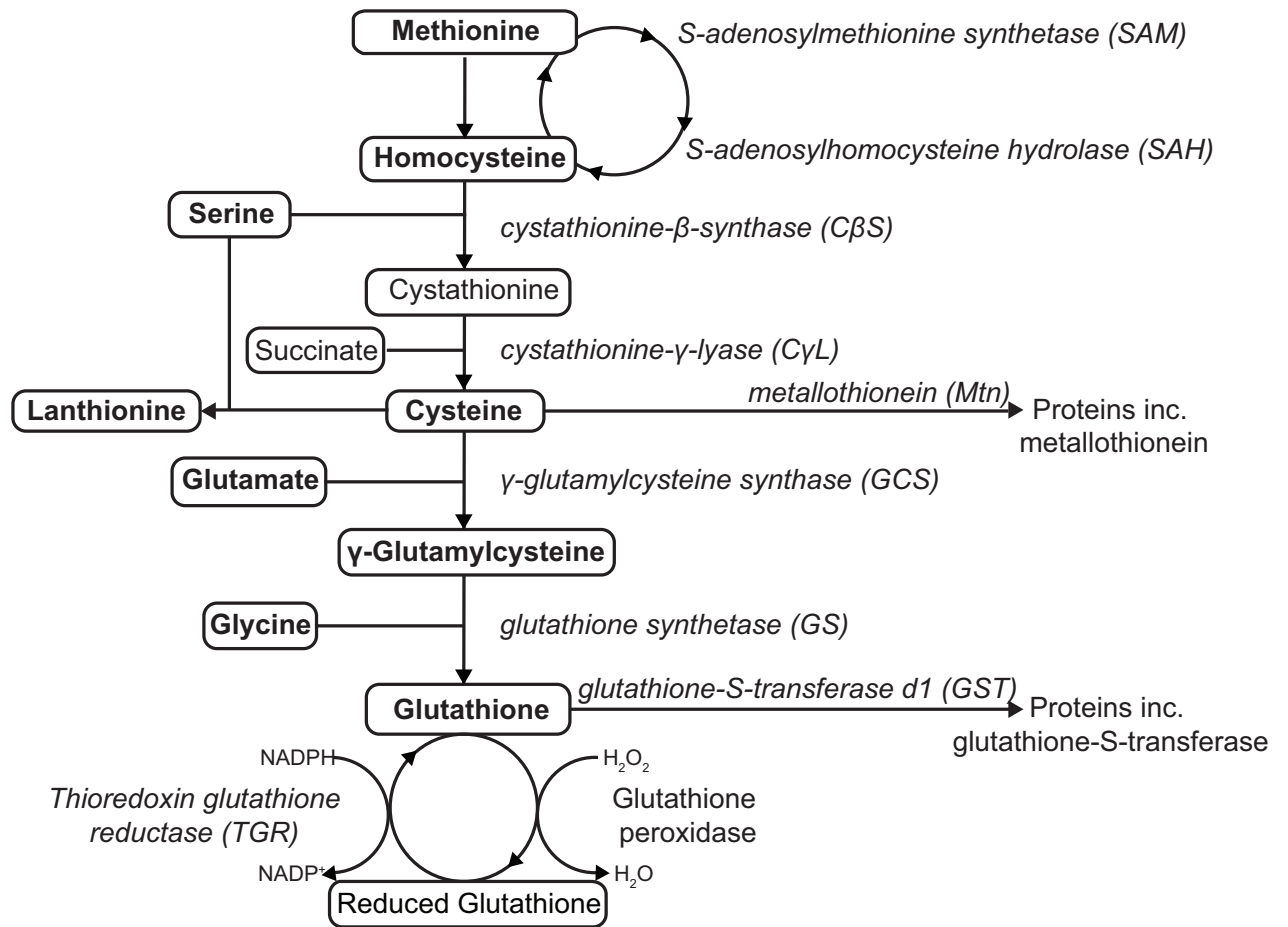 Methionine
S-adenosylmethionine synthetase (SAM)
Homocysteine
S-adenosylhomocysteine hydrolase (SAH)
Serine
cystathionine-β-synthase (CβS)
Cystathionine
Succinate
cystathionine-γ-lyase (CγL)
Lanthionine
Cysteine
metallothionein (Mtn)
Proteins inc.
metallothionein
Glutamate
γ-glutamylcysteine synthase (GCS)
γ-Glutamylcysteine
Glycine
glutathione synthetase (GS)
Glutathione
glutathione-S-transferase d1 (GST)
Proteins inc.
glutathione-S-transferase
NADPH
H₂O₂
Thioredoxin glutathione
reductase (TGR)
Glutathione
peroxidase
NADP⁺
H₂O
Reduced Glutathione